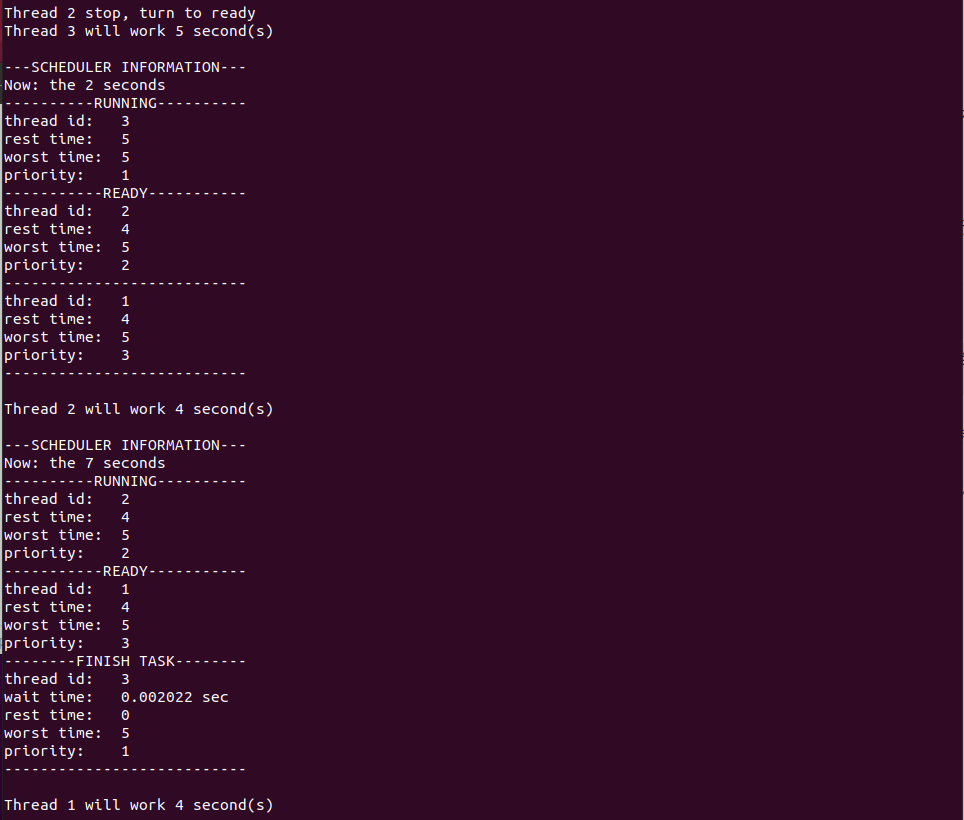 Thread 2 stop, turn to ready
Thread 3 will work 5 second(s)

---SCHEDULER INFORMATION---
Now: the 2 seconds
----------RUNNING----------
thread id:   3
rest time:   5
worst time:  5
priority:    1
-----------READY-----------
thread id:   2
rest time:   4
worst time:  5
priority:    2
---------------------------
thread id:   1
rest time:   4
worst time:  5
priority:    3
---------------------------

Thread 2 will work 4 second(s)

---SCHEDULER INFORMATION---
Now: the 7 seconds
----------RUNNING----------
thread id:   2
rest time:   4
worst time:  5
priority:    2
-----------READY-----------
thread id:   1
rest time:   4
worst time:  5
priority:    3
--------FINISH TASK--------
thread id:   3
wait time:   0.002022 sec
rest time:   0
worst time:  5
priority:    1
---------------------------

Thread 1 will work 4 second(s)